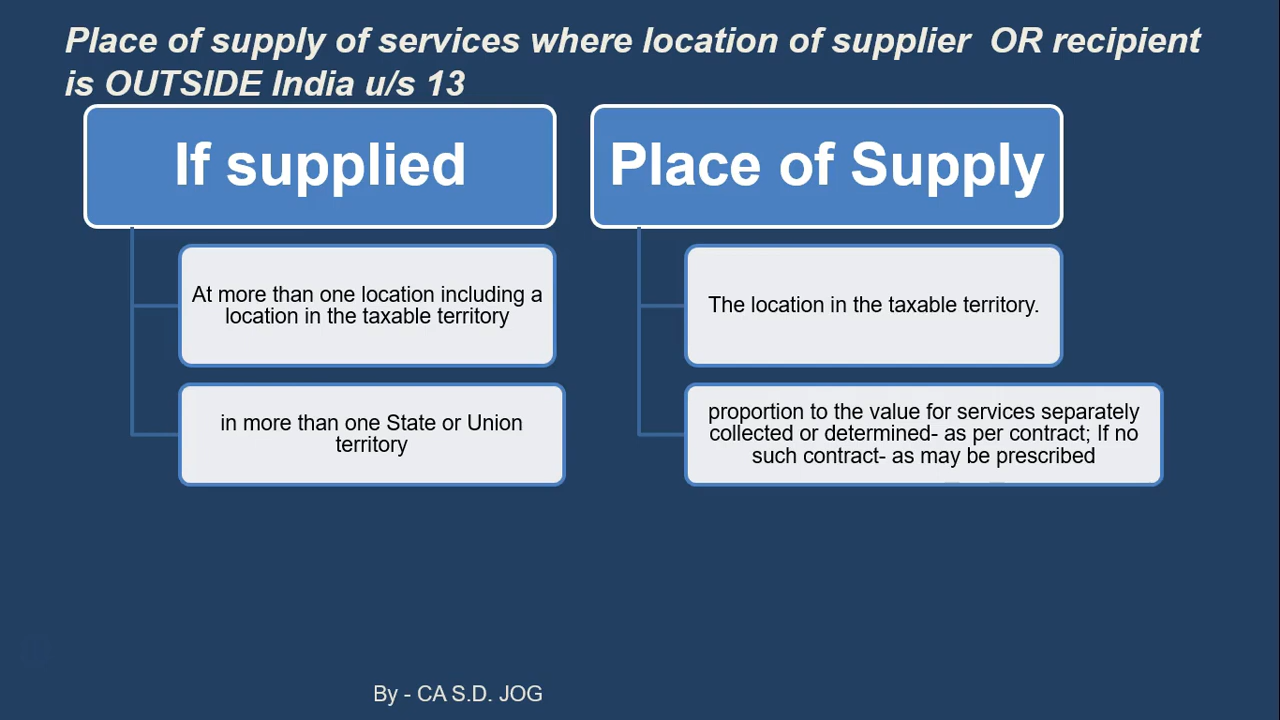 Place of supply of services where location of supplier OR recipient
is OUTSIDE India u/s 13
If supplied
Place of Supply
At more than one location including a
location in the taxable territory
The location in the taxable territory.
in more than one State or Union
territory
proportion to the value for services separately
collected or determined- as per contract; If no
such contract- as may be prescribed
By - CA S.D. JOG